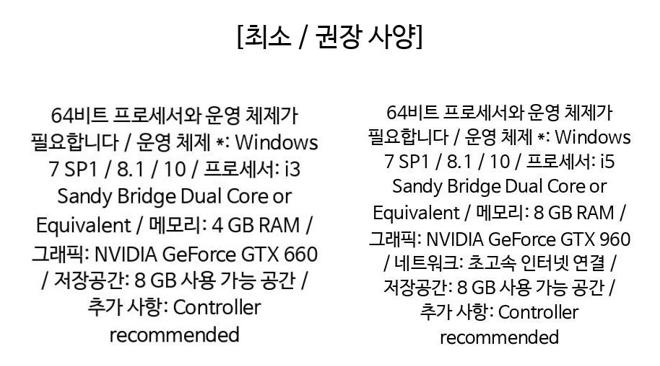 [최소 / 권장 사양]
64비트 프로세서와 운영 체제가
필요합니다 / 운영 체제 *: Windows
7 SP1 / 8.1 / 10 / 프로세서: i3
Sandy Bridge Dual Core or
Equivalent / 메모리: 4 GB RAM /
그래픽: NVIDIA GeForce GTX 660
/ 저장공간: 8 GB 사용 가능 공간 /
추가 사항: Controller
recommended
64비트 프로세서와 운영 체제가
필요합니다 / 운영 체제 *: Windows
7 SP1 / 8.1 / 10 / 프로세서: i5
Sandy Bridge Dual Core or
Equivalent / 메모리: 8 GB RAM /
그래픽: NVIDIA GeForce GTX 960
/ 네트워크: 초고속 인터넷 연결 /
저장공간: 8 GB 사용 가능 공간 /
추가 사항: Controller
recommended